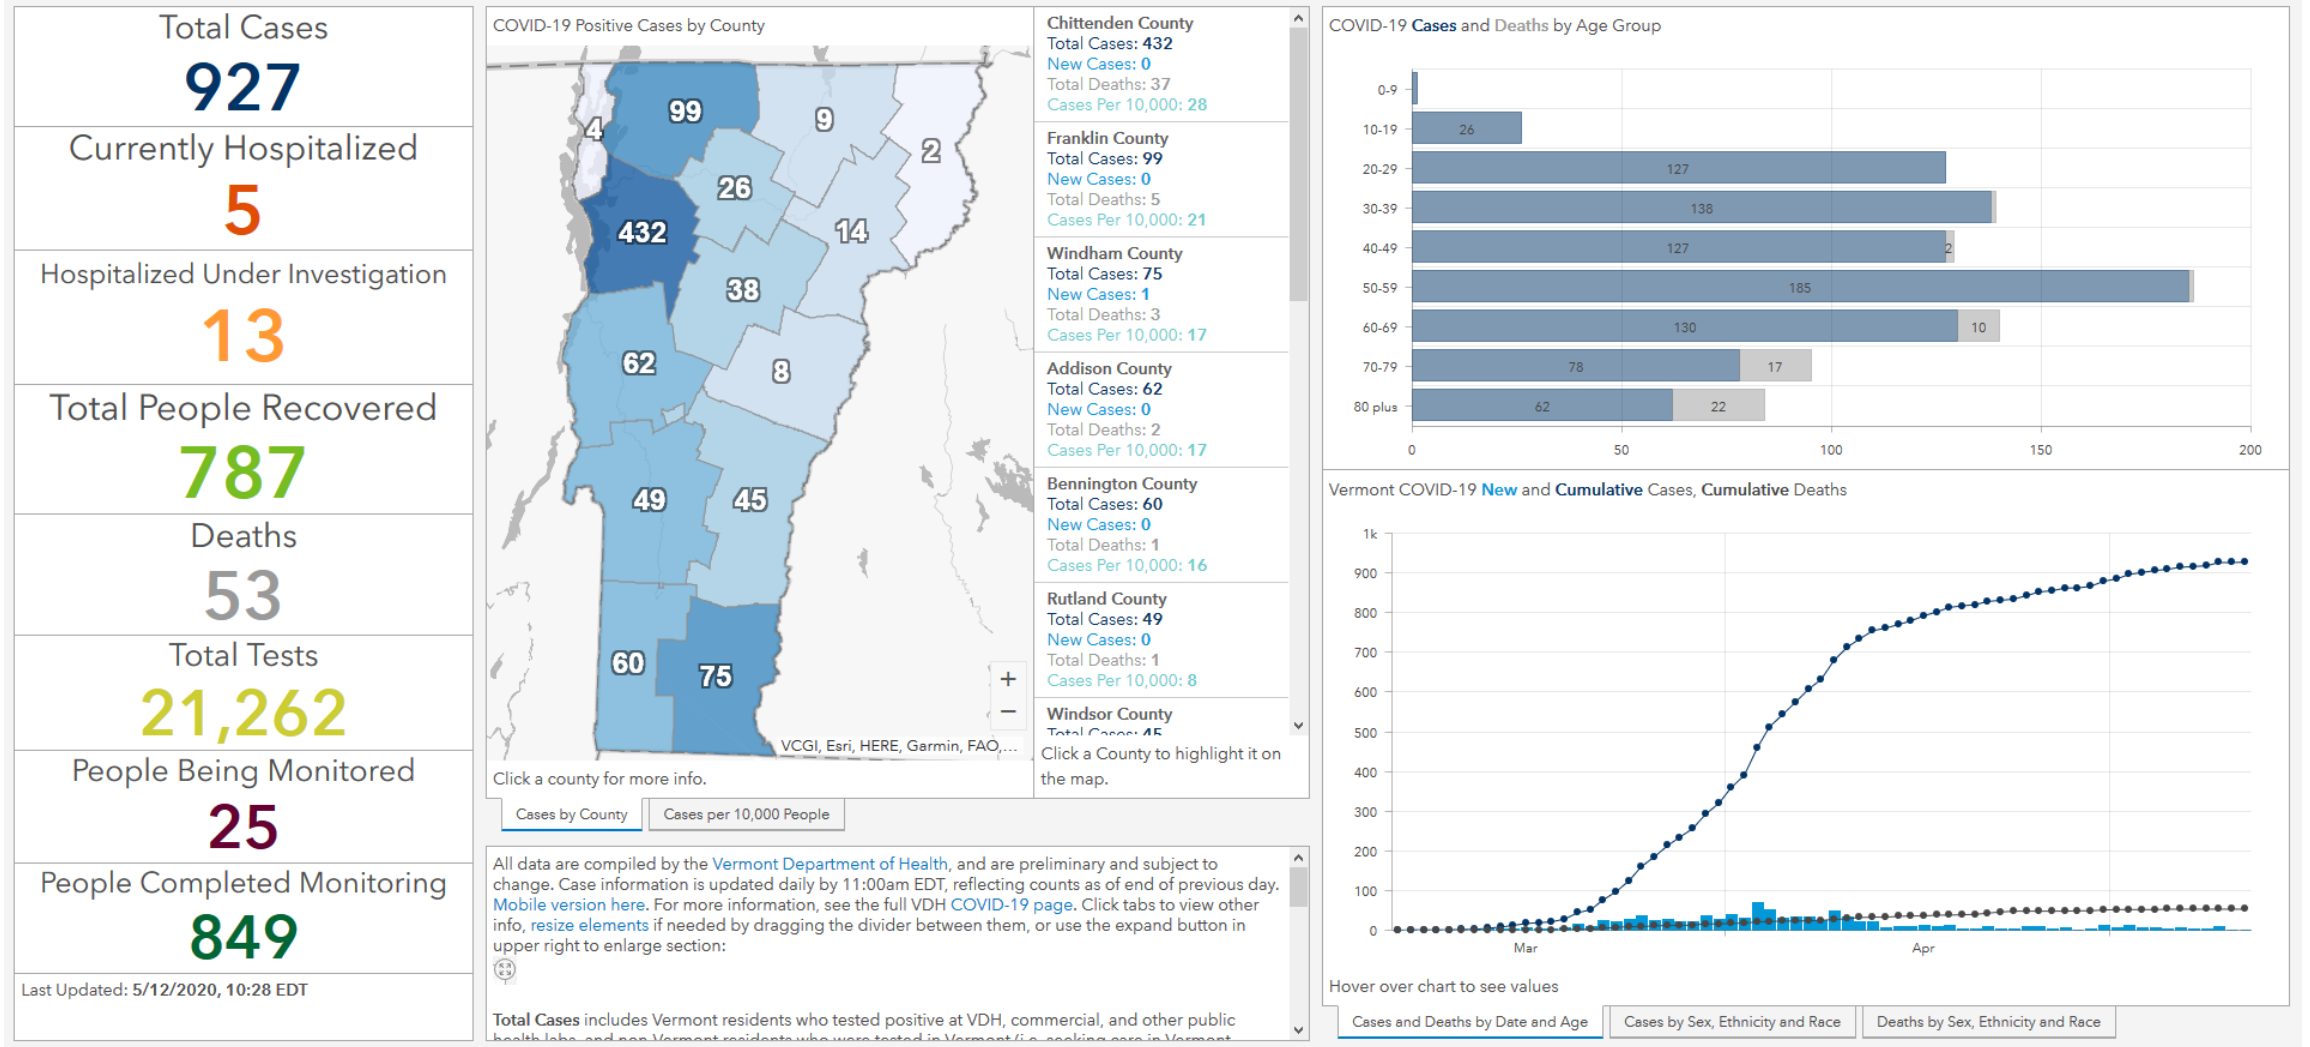 Total Cases
927
Currently Hospitalized
5
Hospitalized Under Investigation
13
Total People Recovered
787
Deaths
53
Total Tests
21,262
People Being Monitored
25
People Completed Monitoring
849
Last Updated: 5/12/2020, 10:28 EDT
COVID-19 Positive Cases by County
99
9
4
2
26
432
14
38
62
8
49
45
60
75
+
−
VCGI, Esri, HERE, Garmin, FAO,...
Click a county for more info.
Cases by County
Cases per 10,000 People
Chittenden County
Total Cases: 432
New Cases: 0
Total Deaths: 37
Cases Per 10,000: 28
Franklin County
Total Cases: 99
New Cases: 0
Total Deaths: 5
Cases Per 10,000: 21
Windham County
Total Cases: 75
New Cases: 1
Total Deaths: 3
Cases Per 10,000: 17
Addison County
Total Cases: 62
New Cases: 0
Total Deaths: 2
Cases Per 10,000: 17
Bennington County
Total Cases: 60
New Cases: 0
Total Deaths: 1
Cases Per 10,000: 16
Rutland County
Total Cases: 49
New Cases: 0
Total Deaths: 1
Cases Per 10,000: 8
Windsor County
Total Cases: 45
Click a County to highlight it on
the map.
All data are compiled by the Vermont Department of Health, and are preliminary and subject to
change. Case information is updated daily by 11:00am EDT, reflecting counts as of end of previous day.
Mobile version here. For more information, see the full VDH COVID-19 page. Click tabs to view other
info, resize elements if needed by dragging the divider between them, or use the expand button in
upper right to enlarge section:
Total Cases includes Vermont residents who tested positive at VDH, commercial, and other public
health labs, and non-Vermont residents who were tested in Vermont (i.e. seeking care in Vermont
COVID-19 Cases and Deaths by Age Group
0-9
10-19
26
20-29
127
30-39
138
40-49
127
2
50-59
185
60-69
130
10
70-79
78
17
80 plus
62
22
0
50
100
150
200
Vermont COVID-19 New and Cumulative Cases, Cumulative Deaths
1k
900
800
700
600
500
400
300
200
100
0
Mar
Apr
Hover over chart to see values
Cases and Deaths by Date and Age
Cases by Sex, Ethnicity and Race
Deaths by Sex, Ethnicity and Race